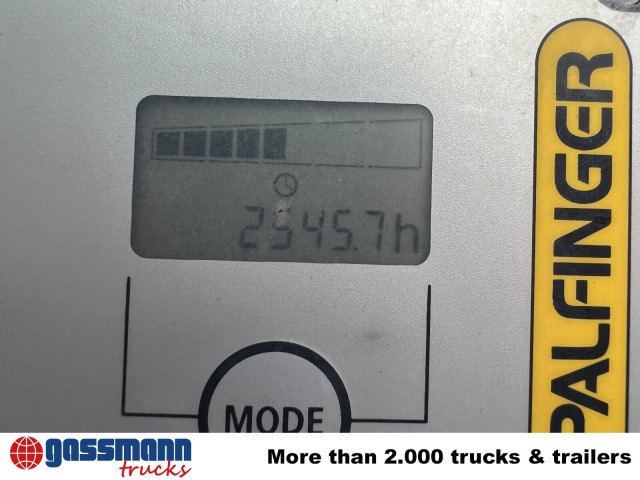 2545.7h
MODE
PALFINGER
gassmann
trucks
More than 2.000 trucks & trailers